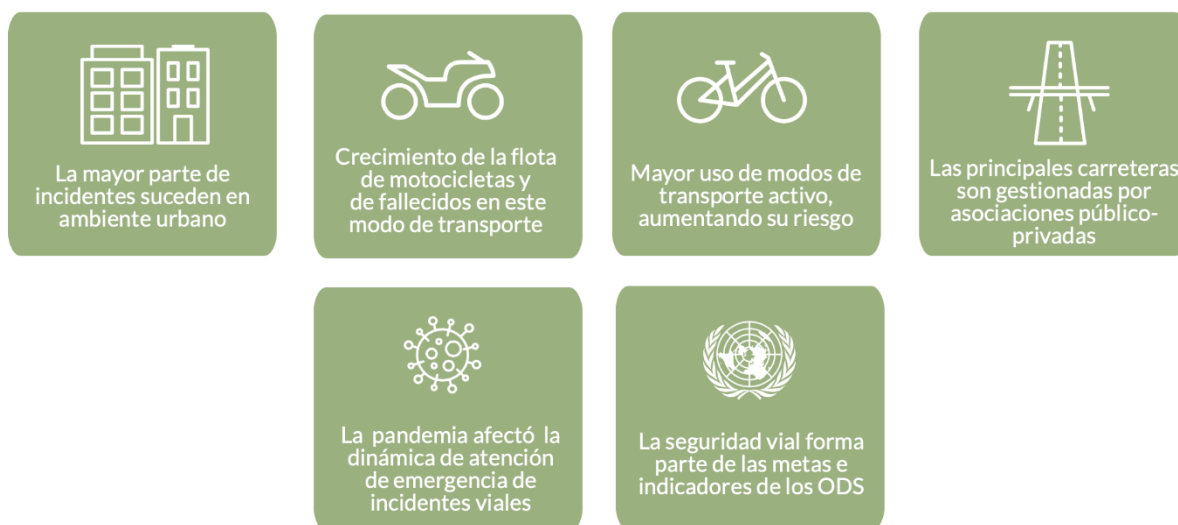 La mayor parte de
incidentes suceden en
ambiente urbano
Crecimiento de la flota
de motocicletas y
de fallecidos en este
modo de transporte
Mayor uso de modos de
transporte activo,
aumentando su riesgo
Las principales carreteras
son gestionadas por
asociaciones público-
privadas
La pandemia afectó la
dinámica de atención
de emergencia de
incidentes viales
La seguridad vial forma
parte de las metas e
indicadores de los ODS